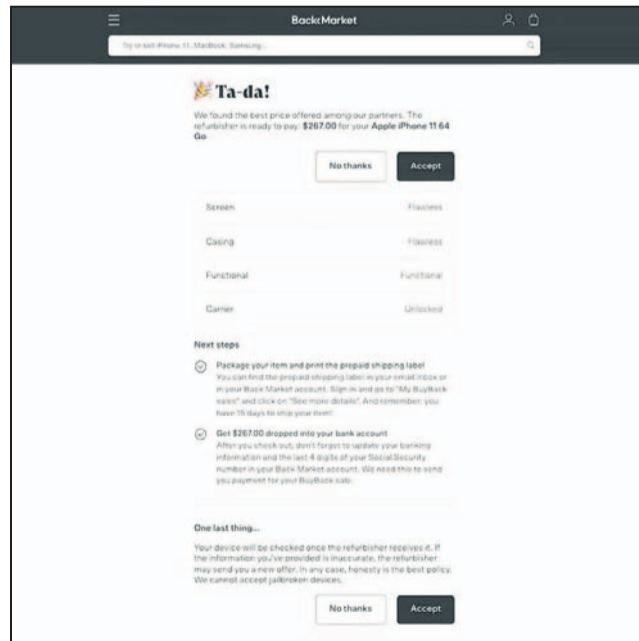 Back Market
Try or sell iPhone 11, MacBook, Samsung...
Ta-da!
We found the best price offered among our partners. The
refurbisher is ready to pay: $267.00 for your Apple iPhone 11 64
Go
No thanks
Accept
Screen Flawless
Casing Flawless
Functional Functional
Carrier Unlocked
Next steps
Package your item and print the prepaid shipping label
You can find the prepaid shipping label in your email inbox or
in your Back Market account. Sign in and go to "My BuyBack
sales" and click on "See more details". And remember: you
have 15 days to ship your item!
Get $267.00 dropped into your bank account
After you check out, don't forget to update your banking
information and the last 4 digits of your Social Security
number in your Back Market account. We need this to send
you payment for your BuyBack sale.
One last thing...
Your device will be checked once the refurbisher receives it. If
the information you've provided is inaccurate, the refurbisher
may send you a new offer. In any case, honesty is the best policy.
We cannot accept jailbroken devices.
No thanks
Accept